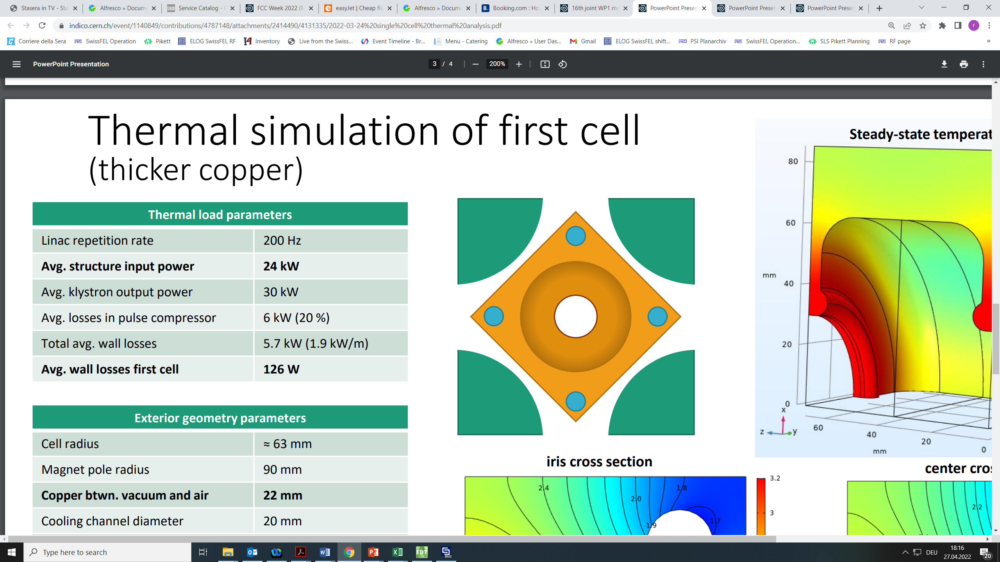 Stasera in TV - Sta
Alfresco » Docume
Service Catalog - P
FCC Week 2022 (M
easyJet | Cheap fli
Alfresco » Docume
Booking.com : Hot
16th joint WP1 me
PowerPoint Presen
PowerPoint Presen
PowerPoint Presen
indico.cern.ch/event/1140849/contributions/4787148/attachments/2414490/4131335/2022-03-24%20single%20cell%20thermal%20analysis.pdf
r
Corriere della Sera
SwissFEL Operation
Pikett
ELOG SwissFEL RF
Inventory
Live from the Swiss...
Event Timeline - Br...
Menu - Catering
Alfresco » User Das...
Gmail
ELOG SwissFEL shift...
PSI Planarchiv
SwissFEL Operation...
SLS Pikett Planning
RF page
»
PowerPoint Presentation
3 / 4
200%
Thermal simulation of first cell
(thicker copper)
Thermal load parameters
Linac repetition rate 200 Hz
Avg. structure input power 24 kW
Avg. klystron output power 30 kW
Avg. losses in pulse compressor 6 kW (20 %)
Total avg. wall losses 5.7 kW (1.9 kW/m)
Avg. wall losses first cell 126 W
Exterior geometry parameters
Cell radius ≈ 63 mm
Magnet pole radius 90 mm
Copper btwn. vacuum and air 22 mm
Cooling channel diameter 20 mm
Steady-state temperat
80
60
mm
40
20
0
x
z
y
60
40
20
0
mm
iris cross section
2.4
2.0
1.8
1.9
1.7
3.2
3
center cros
2.2
Type here to search
EDT
2022
DEU
18:16
27.04.2022
20